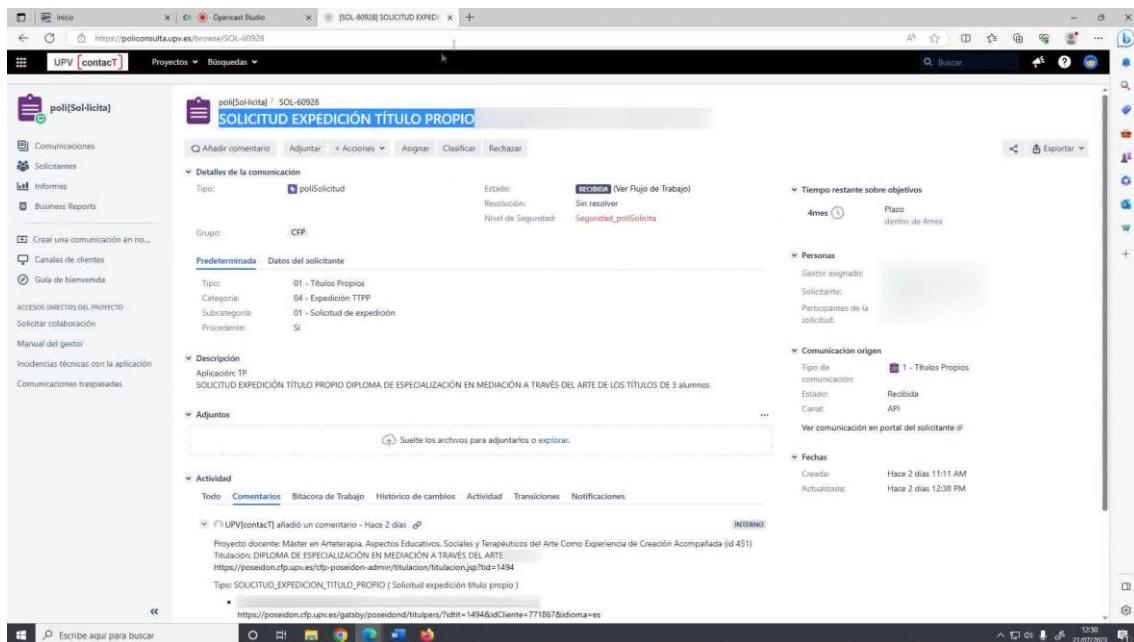 Inicio
Opencast Studio
[SOL-60928] SOLICITUD EXPEDI
https://policonsulta.upv.es/browse/SOL-60928
UPV [contacT]
Proyectos
Búsquedas
Buscar
poli[Sol·licita]
Comunicaciones
Solicitantes
Informes
Business Reports
Crear una comunicación en no...
Canales de clientes
Guía de bienvenida
ACCESOS DIRECTOS DEL PROYECTO
Solicitar colaboración
Manual del gestor
Incidencias técnicas con la aplicación
Comunicaciones traspasadas
poli[Sol·licita] / SOL-60928
SOLICITUD EXPEDICIÓN TÍTULO PROPIO
Añadir comentario Adjuntar + Acciones Asignar Clasificar Rechazar
Exportar
Detalles de la comunicación
Tipo: poliSolicitud
Estado: RECIBIDA (Ver Flujo de Trabajo)
Resolución: Sin resolver
Nivel de Seguridad: Seguridad_poliSolicita
Grupo: CFP
Predeterminada Datos del solicitante
Tipo: 01 - Títulos Propios
Categoría: 04 - Expedición TTPP
Subcategoría: 01 - Solicitud de expedición
Procedente: Sí
Descripción
Aplicación: TP
SOLICITUD EXPEDICIÓN TÍTULO PROPIO DIPLOMA DE ESPECIALIZACIÓN EN MEDIACIÓN A TRAVÉS DEL ARTE DE LOS TÍTULOS DE 3 alumnos
Adjuntos
Suelte los archivos para adjuntarlos o explorar.
Actividad
Todo Comentarios Bitácora de Trabajo Histórico de cambios Actividad Transiciones Notificaciones
UPV[contacT] añadió un comentario - Hace 2 días
INTERNO
Proyecto docente: Máster en Arteterapia. Aspectos Educativos. Sociales y Terapéuticos del Arte Como Experiencia de Creación Acompañada (id 451)
Titulación: DIPLOMA DE ESPECIALIZACIÓN EN MEDIACIÓN A TRAVÉS DEL ARTE
https://poseidon.cfp.upv.es/cfp-poseidon-admin/titulacion/titulacion.jsp?tid=1494
Tipo: SOLICITUD_EXPEDICION_TITULO_PROPIO ( Solicitud expedición título propio )
https://poseidon.cfp.upv.es/gatsby/poseidond/titulpers/?idtit=1494&idCliente=771867&idioma=es
Tiempo restante sobre objetivos
4mes
Plazo
dentro de 4mes
Personas
Gestor asignado:
Solicitante:
Participantes de la
solicitud:
Comunicación origen
Tipo de
comunicación:
1 - Títulos Propios
Estado: Recibida
Canal: API
Ver comunicación en portal del solicitante
Fechas
Creada: Hace 2 días 11:11 AM
Actualizada: Hace 2 días 12:38 PM
Escribe aquí para buscar
12:50
21/07/2023